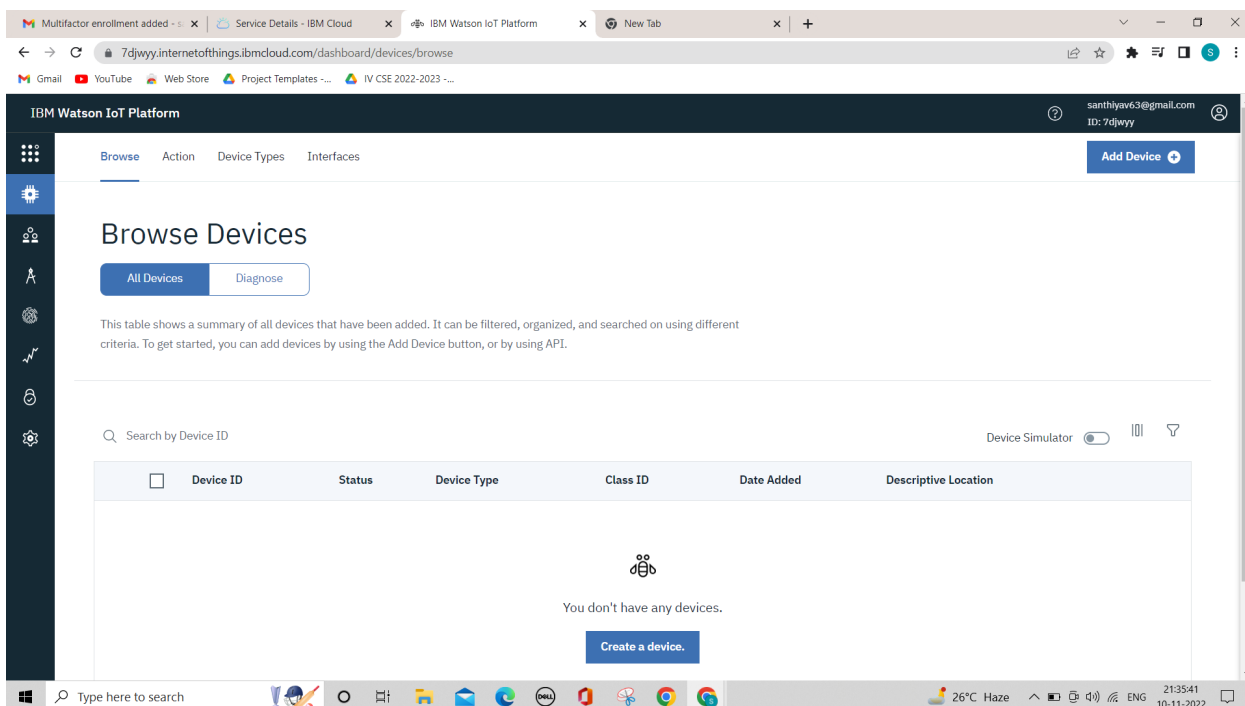 Multifactor enrollment added - s
Service Details - IBM Cloud
IBM Watson IoT Platform
New Tab
7djwyy.internetofthings.ibmcloud.com/dashboard/devices/browse
S
Gmail
YouTube
Web Store
Project Templates -...
IV CSE 2022-2023 -...
IBM Watson IoT Platform
santhiyav63@gmail.com
ID: 7djwyy
Browse
Action
Device Types
Interfaces
Add Device
Browse Devices
All Devices
Diagnose
This table shows a summary of all devices that have been added. It can be filtered, organized, and searched on using different
criteria. To get started, you can add devices by using the Add Device button, or by using API.
Search by Device ID
Device Simulator
Device ID
Status
Device Type
Class ID
Date Added
Descriptive Location
You don't have any devices.
Create a device.
Type here to search
DELL
26°C Haze
ENG
21:35:41
10-11-2022